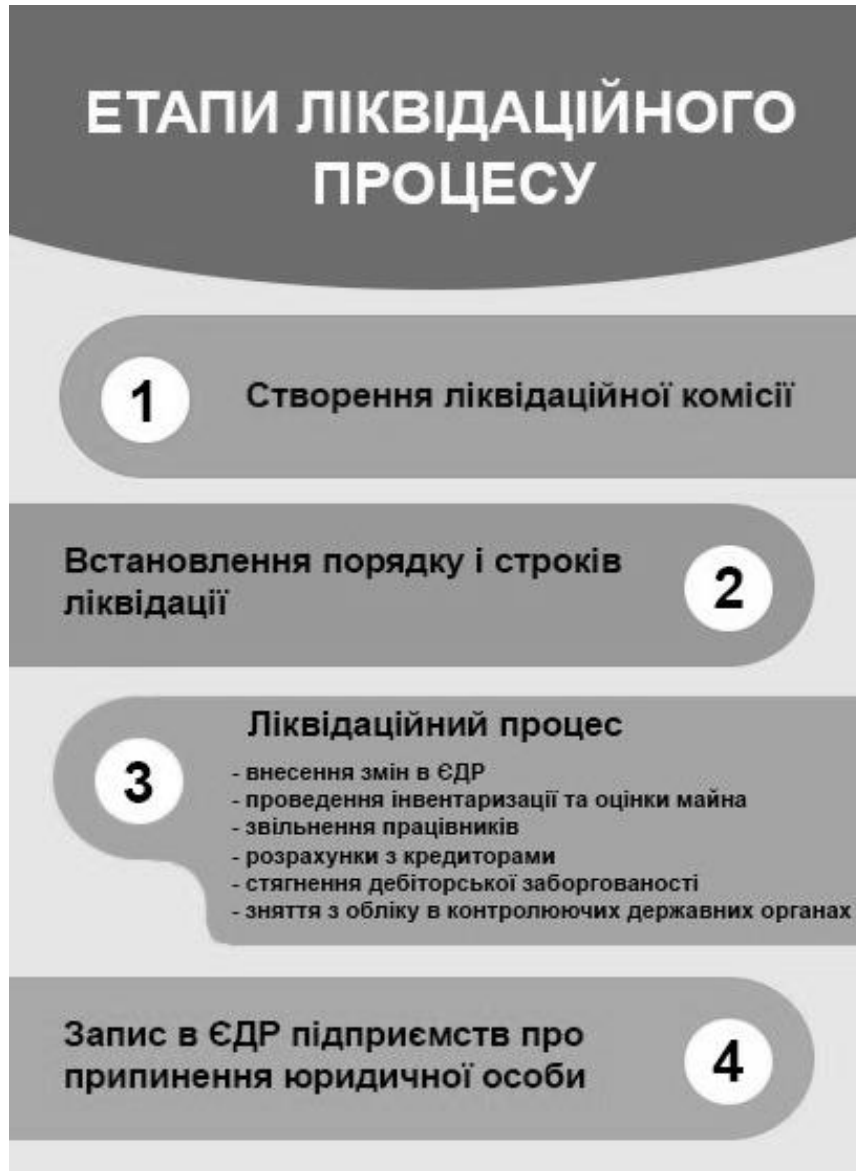 ЕТАПИ ЛІКВІДАЦІЙНОГО
ПРОЦЕСУ
1
Створення ліквідаційної комісії
Встановлення порядку і строків
ліквідації
2
3
Ліквідаційний процес
- внесення змін в ЄДР
- проведення інвентаризації та оцінки майна
- звільнення працівників
- розрахунки з кредиторами
- стягнення дебіторської заборгованості
- зняття з обліку в контролюючих державних органах
Запис в ЄДР підприємств про
припинення юридичної особи
4